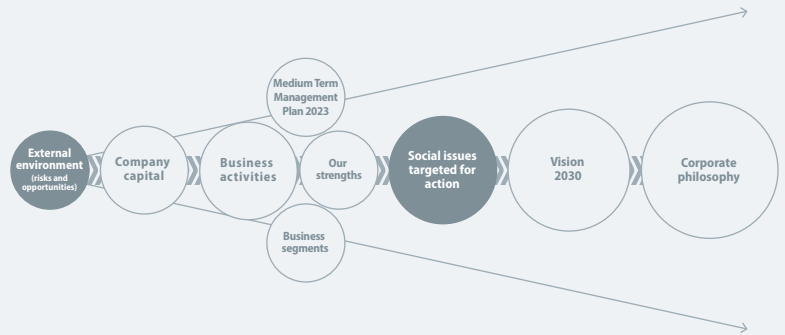 External
environment
(risks and
opportunities)
Company
capital
Business
activities
Medium Term
Management
Plan 2023
Our
strengths
Business
segments
Social issues
targeted for
action
Vision
2030
Corporate
philosophy